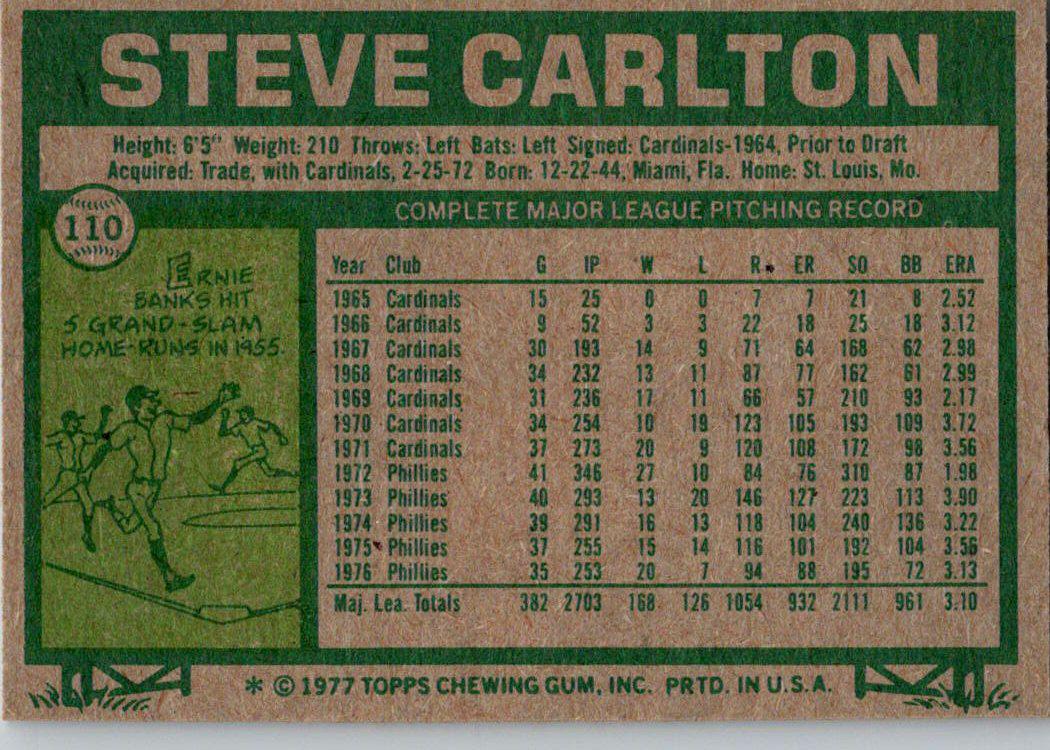 STEVE CARLTON
Height: 6'5" Weight: 210 Throws: Left Bats: Left Signed: Cardinals-1964, Prior to Draft
Acquired: Trade, with Cardinals, 2-25-72 Born: 12-22-44, Miami, Fla. Home: St. Louis, Mo.
110
COMPLETE MAJOR LEAGUE PITCHING RECORD
ERNIE
BANKS HIT
5 GRAND-SLAM
HOME-RUNS IN 1955.
Year Club G IP W L R ER SO BB ERA
1965 Cardinals 15 25 0 0 7 7 21 8 2.52
1966 Cardinals 9 52 3 3 22 18 25 18 3.12
1967 Cardinals 30 193 14 9 71 64 168 62 2.98
1968 Cardinals 34 232 13 11 87 77 162 61 2.99
1969 Cardinals 31 236 17 11 66 57 210 93 2.17
1970 Cardinals 34 254 10 19 123 105 193 109 3.72
1971 Cardinals 37 273 20 9 120 108 172 98 3.56
1972 Phillies 41 346 27 10 84 76 310 87 1.98
1973 Phillies 40 293 13 20 146 127 223 113 3.90
1974 Phillies 39 291 16 13 118 104 240 136 3.22
1975 Phillies 37 255 15 14 116 101 192 104 3.56
1976 Phillies 35 253 20 7 94 88 195 72 3.13
Maj. Lea. Totals 382 2703 168 126 1054 932 2111 961 3.10
* © 1977 TOPPS CHEWING GUM, INC. PRTD. IN U.S.A.